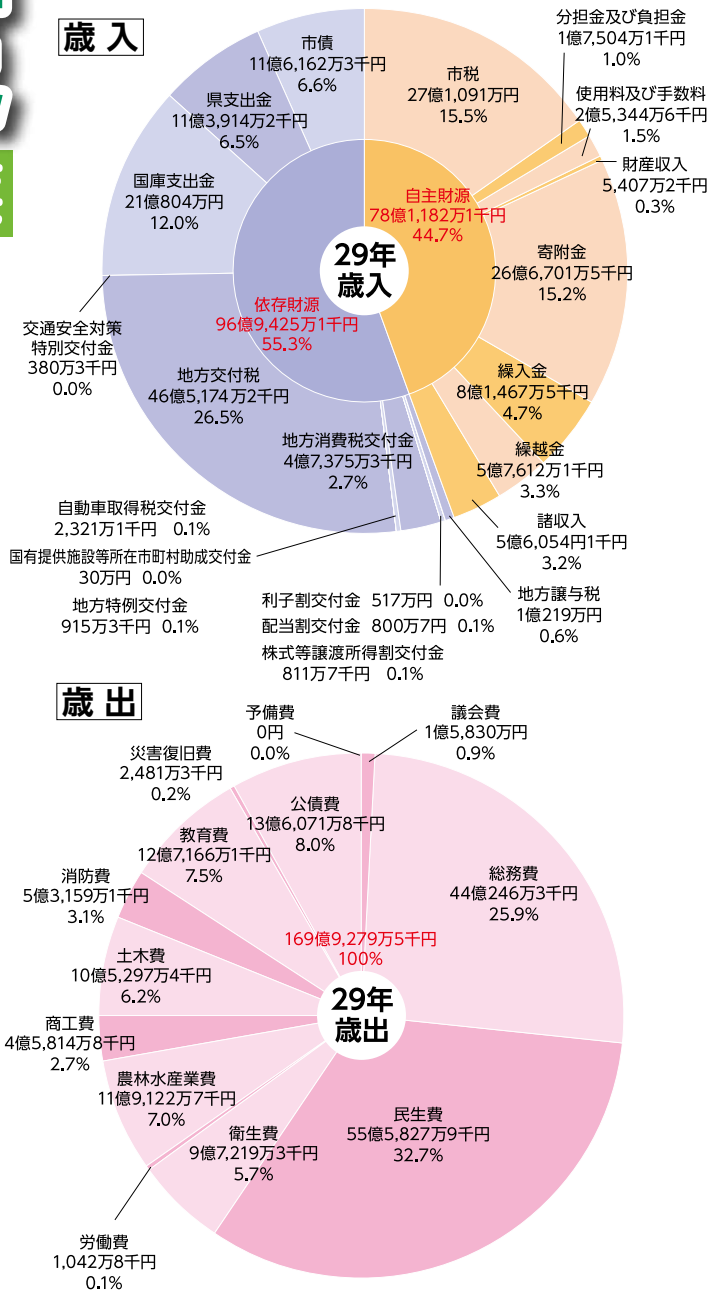 歳入
市債
11億6,162万3千円
6.6%
市税
27億1,091万円
15.5%
分担金及び負担金
1億7,504万1千円
1.0%
使用料及び手数料
2億5,344万6千円
1.5%
財産収入
5,407万2千円
0.3%
県支出金
11億3,914万2千円
6.5%
国庫支出金
21億804万円
12.0%
自主財源
78億1,182万1千円
44.7%
29年
歳入
寄附金
26億6,701万5千円
15.2%
依存財源
96億9,425万1千円
55.3%
交通安全対策
特別交付金
380万3千円
0.0%
地方交付税
46億5,174万2千円
26.5%
繰入金
8億1,467万5千円
4.7%
地方消費税交付金
4億7,375万3千円
2.7%
繰越金
5億7,612万1千円
3.3%
自動車取得税交付金
2,321万1千円 0.1%
諸収入
5億6,054円1千円
3.2%
国有提供施設等所在市町村助成交付金
30万円 0.0%
地方特例交付金
915万3千円 0.1%
利子割交付金 517万円 0.0%
配当割交付金 800万7円 0.1%
株式等譲渡所得割交付金
811万7千円 0.1%
地方譲与税
1億219万円
0.6%
歳出
予備費
0円
0.0%
議会費
1億5,830万円
0.9%
災害復旧費
2,481万3千円
0.2%
公債費
13億6,071万8千円
8.0%
教育費
12億7,166万1千円
7.5%
総務費
44億246万3千円
25.9%
消防費
5億3,159万1千円
3.1%
169億9,279万5千円
100%
土木費
10億5,297万4千円
6.2%
29年
歳出
商工費
4億5,814万8千円
2.7%
農林水産業費
11億9,122万7千円
7.0%
民生費
55億5,827万9千円
32.7%
衛生費
9億7,219万3千円
5.7%
労働費
1,042万8千円
0.1%